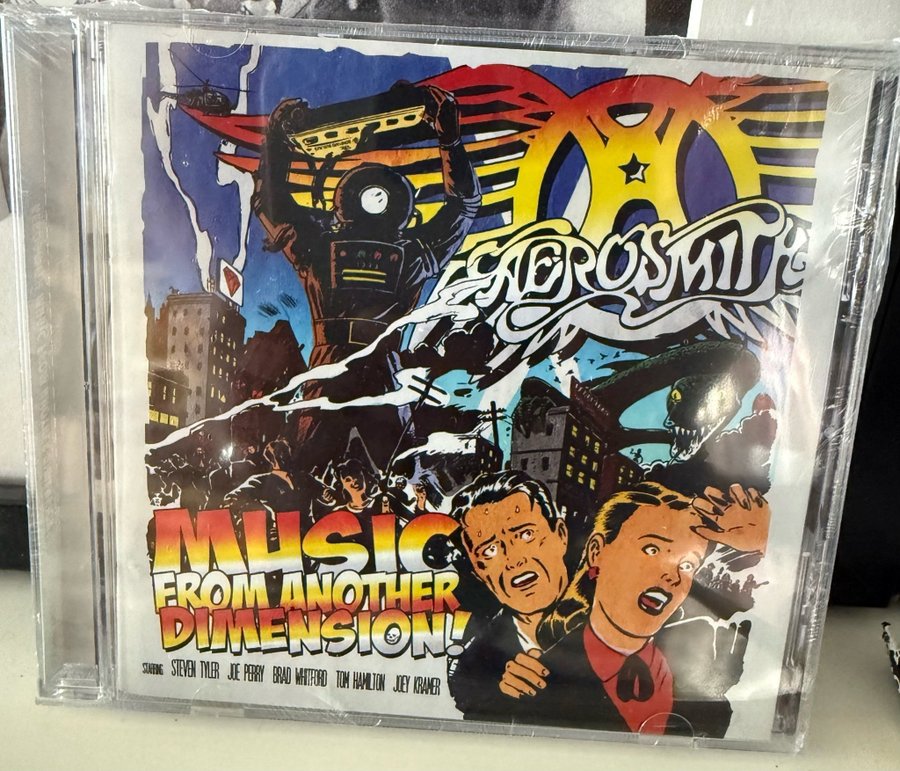 AEROSMITH
MUSIC
FROM ANOTHER
DIMENSION!
STARRING STEVEN TYLER JOE PERRY BRAD WHITFORD TOM HAMILTON JOEY KRAMER